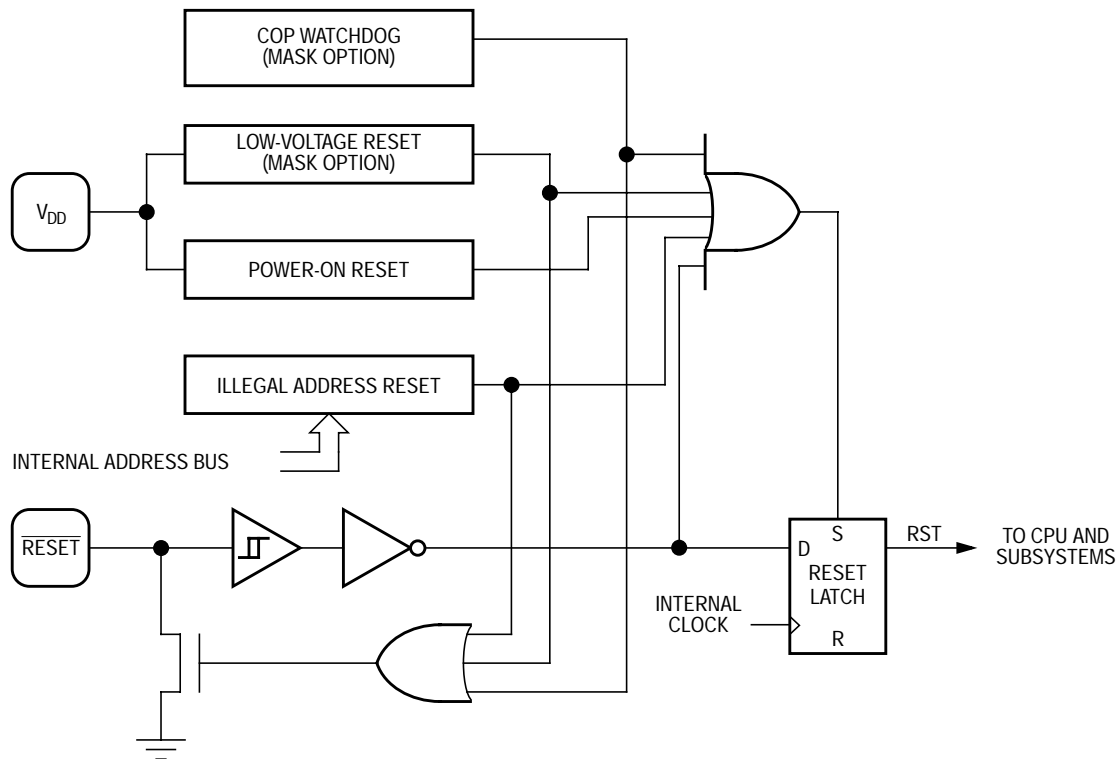 COP WATCHDOG
(MASK OPTION)
LOW-VOLTAGE RESET
(MASK OPTION)
VDD
POWER-ON RESET
ILLEGAL ADDRESS RESET
INTERNAL ADDRESS BUS
RESET
S
D
RESET
LATCH
R
RST
TO CPU AND
SUBSYSTEMS
INTERNAL
CLOCK